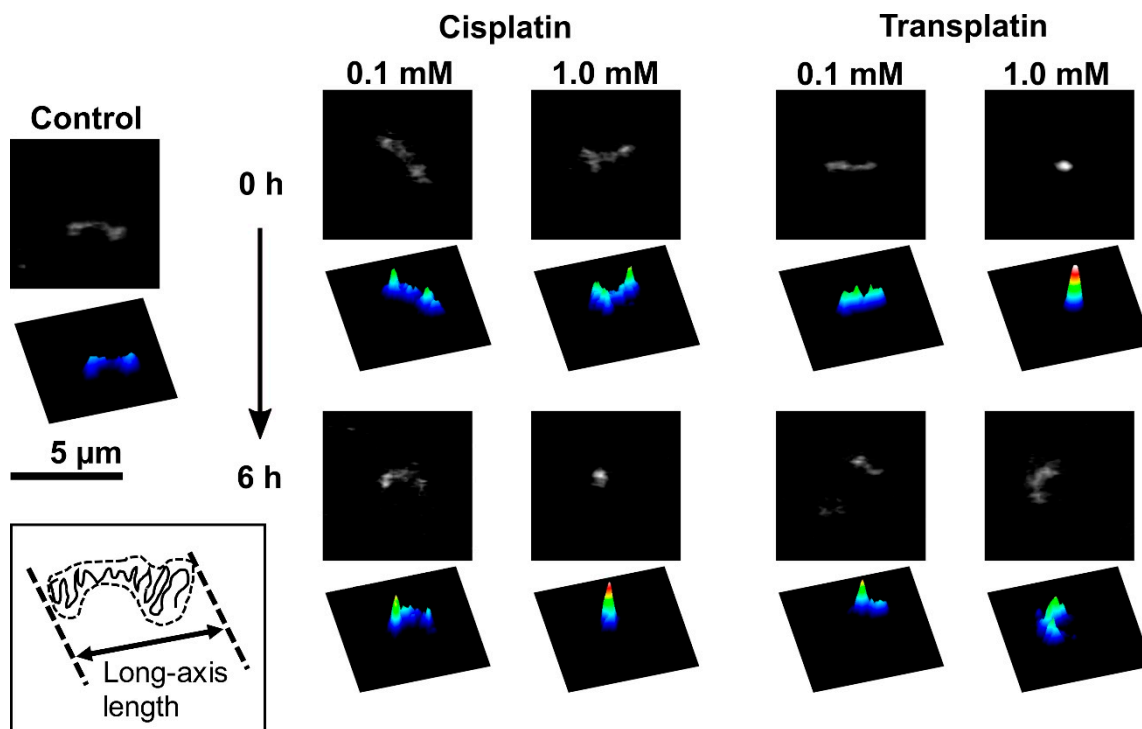 Cisplatin
Transplatin
0.1 mM
1.0 mM
0.1 mM
1.0 mM
Control
0 h
5 µm
6 h
Long-axis
length